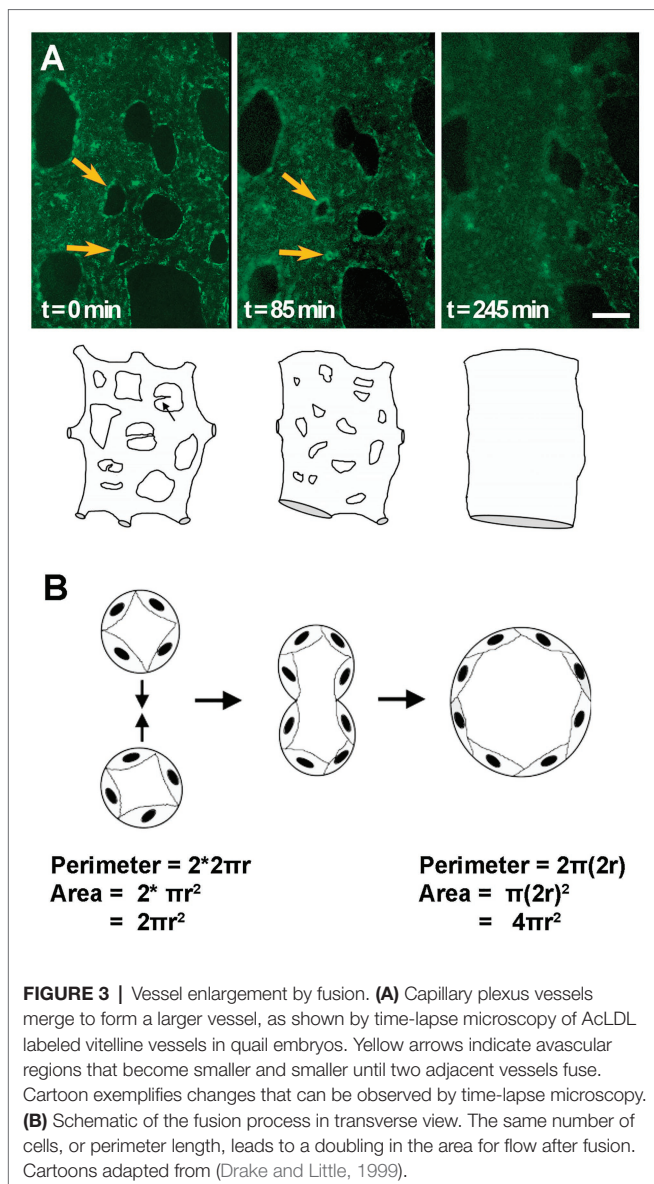 A
t = 0 min
t = 85 min
t = 245 min
B
Perimeter = 2*2πr
Area = 2* πr²
= 2πr²
Perimeter = 2π(2r)
Area = π(2r)²
= 4πr²
FIGURE 3 | Vessel enlargement by fusion. (A) Capillary plexus vessels
merge to form a larger vessel, as shown by time-lapse microscopy of AcLDL
labeled vitelline vessels in quail embryos. Yellow arrows indicate avascular
regions that become smaller and smaller until two adjacent vessels fuse.
Cartoon exemplifies changes that can be observed by time-lapse microscopy.
(B) Schematic of the fusion process in transverse view. The same number of
cells, or perimeter length, leads to a doubling in the area for flow after fusion.
Cartoons adapted from (Drake and Little, 1999).